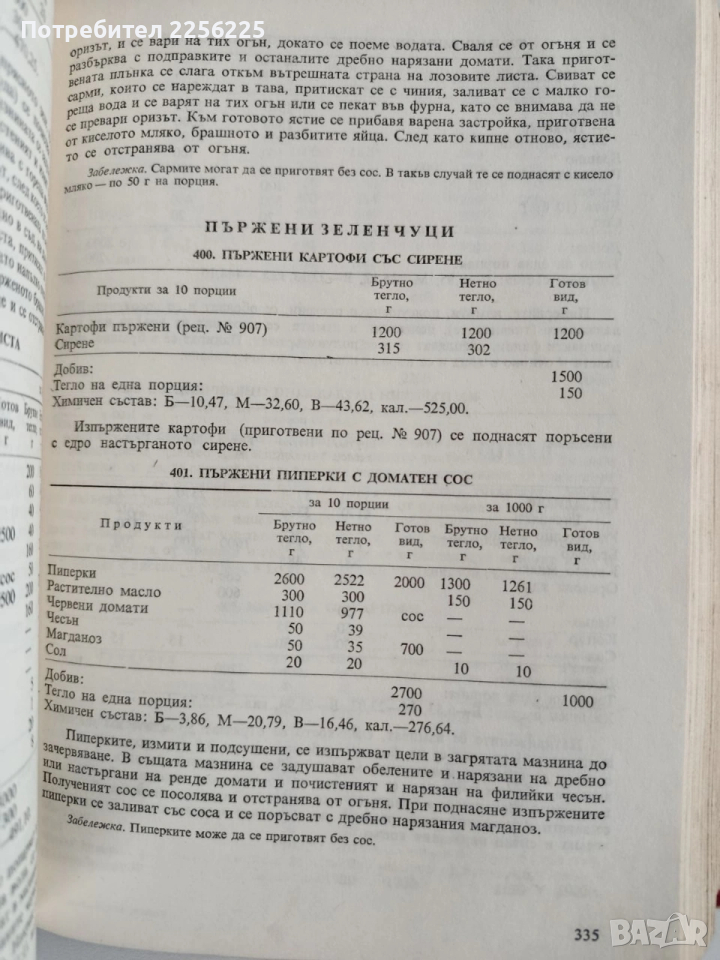 Потребител 2256225
оризът, и се вари на тих огън, докато се поеме водата. Сваля се от огъня и се
разбърква с подправките и останалите дребно нарязани домати. Така пригот-
вената плънка се слага откъм вътрешната страна на лозовите листа. Свиват се
сарми, които се нареждат в тава, притискат се с чиния, заливат се с малко го-
реща вода и се варят на тих огън или се пекат във фурна, като се внимава да не
се превари оризът. Към готовото ястие се прибавя варена застройка, приготвена
от киселото мляко, брашното и разбитите яйца. След като кипне отново, ястие-
то се отстранява от огъня.
Забележка. Сармите могат да се приготвят без сос. В такъв случай те се поднасят с кисело
мляко — по 50 г на порция.
ПЪРЖЕНИ ЗЕЛЕНЧУЦИ
400. ПЪРЖЕНИ КАРТОФИ СЪС СИРЕНЕ
Продукти за 10 порции Брутно тегло, г Нетно тегло, г Готов вид, г
Картофи пържени (рец. № 907) 1200 1200 1200
Сирене 315 302
Добив: 1500
Тегло на една порция: 150
Химичен състав: Б—10,47, М—32,60, В—43,62, кал.—525,00.
Изпържените картофи (приготвени по рец. № 907) се поднасят поръсени
с едро настърганото сирене.
401. ПЪРЖЕНИ ПИПЕРКИ С ДОМАТЕН СОС
за 10 порции за 1000 г
Продукти Брутно тегло, г Нетно тегло, г Готов вид, г Брутно тегло, г Нетно тегло, г Готов вид, г
Пиперки 2600 2522 2000 1300 1261
Растително масло 300 300 150 150
Червени домати 1110 977 сос — —
Чесън 50 39 — —
Магданоз 50 35 700 — —
Сол 20 20 10 10
Добив: 2700 1000
Тегло на една порция: 270
Химичен състав: Б—3,86, М—20,79, В—16,46, кал.—276,64.
Пиперките, измити и подсушени, се изпържват цели в загрятата мазнина до
зачервяване. В същата мазнина се задушават обелените и нарязани на дребно
или настъргани на ренде домати и почистеният и нарязан на филийки чесън.
Полученият сос се посолява и отстранява от огъня. При поднасяне изпържените
пиперки се заливат със соса и се поръсват с дребно нарязания магданоз.
Забележка. Пиперките може да се приготвят без сос.
335
BAZAR